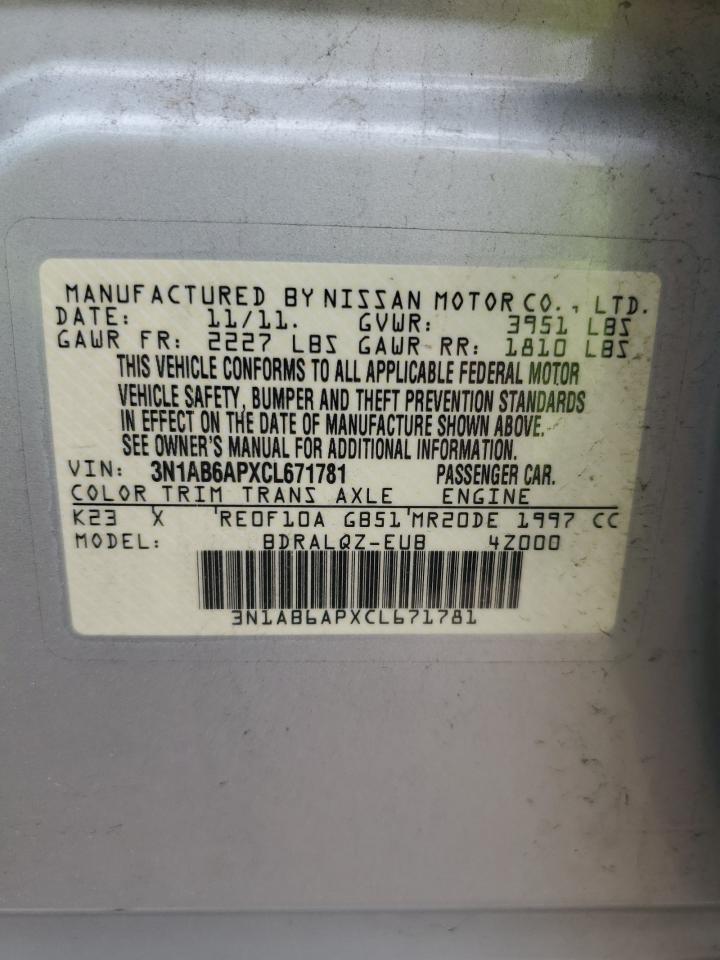 MANUFACTURED BY NISSAN MOTOR CO., LTD.
DATE: 11/11. GVWR: 3951 LBS
GAWR FR: 2227 LBS GAWR RR: 1810 LBS
THIS VEHICLE CONFORMS TO ALL APPLICABLE FEDERAL MOTOR
VEHICLE SAFETY, BUMPER AND THEFT PREVENTION STANDARDS
IN EFFECT ON THE DATE OF MANUFACTURE SHOWN ABOVE.
SEE OWNER'S MANUAL FOR ADDITIONAL INFORMATION.
VIN: 3N1AB6APXCL671781 PASSENGER CAR.
COLOR TRIM TRANS AXLE ENGINE
K23 X 'RE0F10A GB51'MR20DE 1997 CC
MODEL: BDRALQZ-EUB 4Z000
3N1AB6APXCL671781